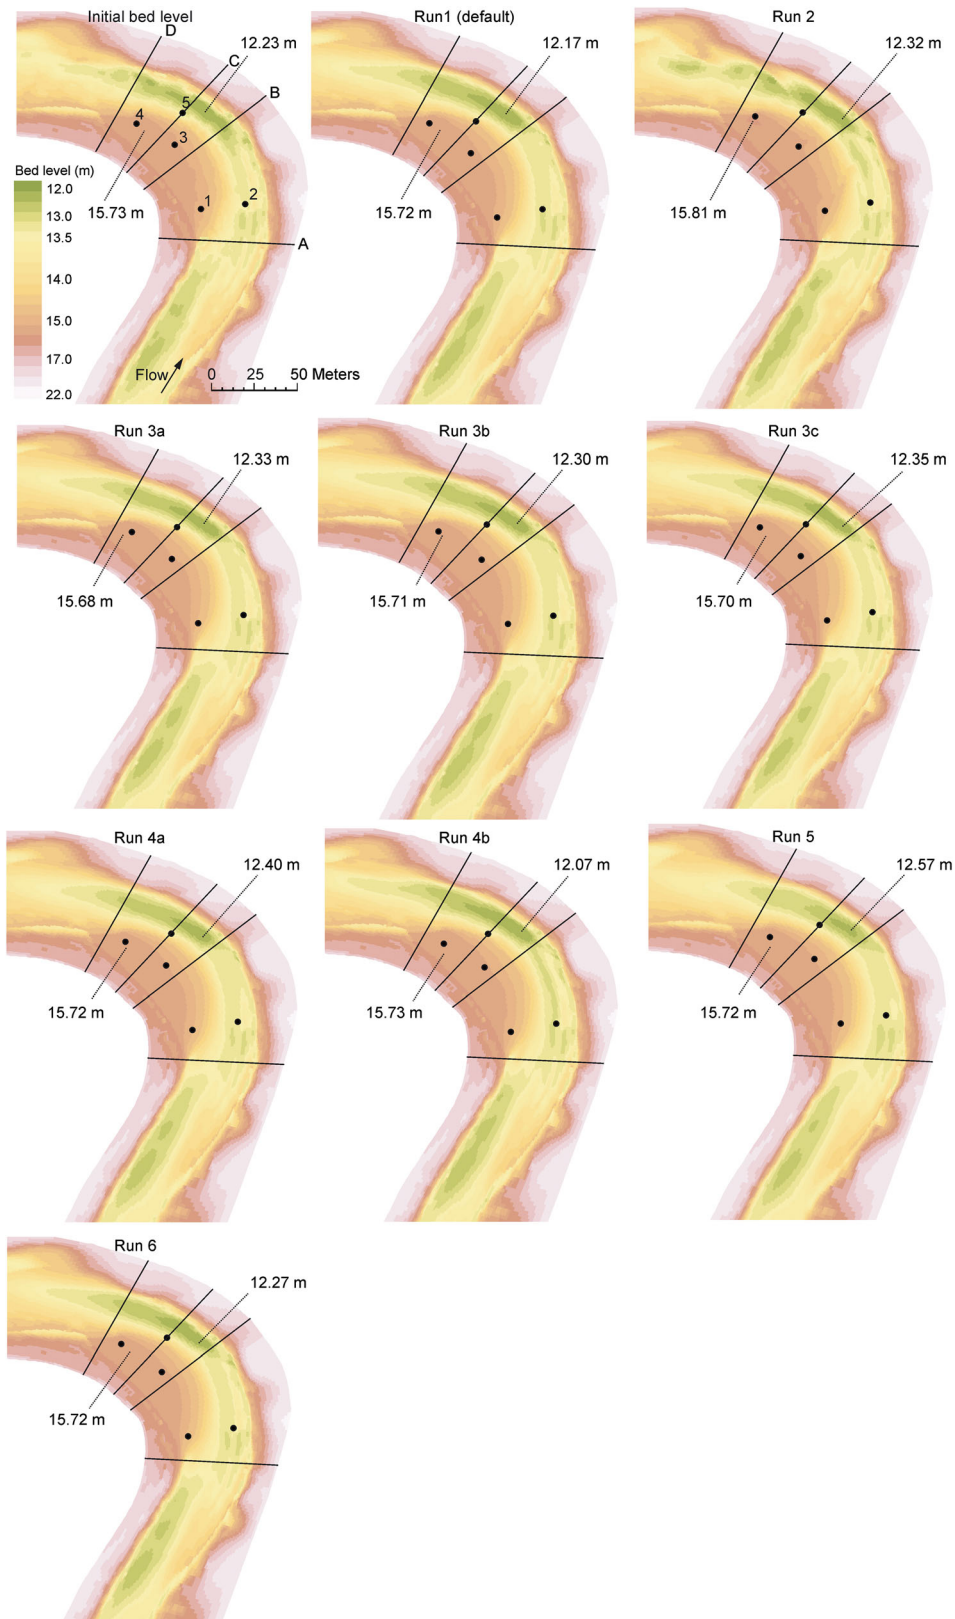 Initial bed level
D
12.23 m
C
B
5
4
3
Bed level (m)
12.0
13.0
13.5
14.0
15.0
17.0
22.0
15.73 m
1
2
A
Flow
0 25 50 Meters
Run1 (default)
12.17 m
15.72 m
Run 2
12.32 m
15.81 m
Run 3a
12.33 m
15.68 m
Run 3b
12.30 m
15.71 m
Run 3c
12.35 m
15.70 m
Run 4a
12.40 m
15.72 m
Run 4b
12.07 m
15.73 m
Run 5
12.57 m
15.72 m
Run 6
12.27 m
15.72 m